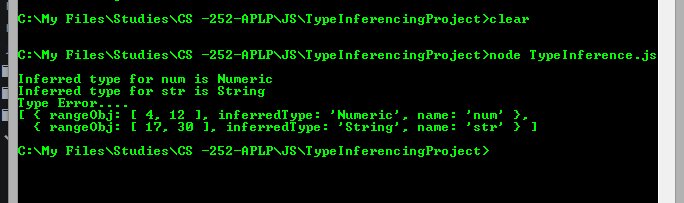 C:\My Files\Studies\CS -252-APLP\JS\TypeInferencingProject>clear
C:\My Files\Studies\CS -252-APLP\JS\TypeInferencingProject>node TypeInference.js
Inferred type for num is Numeric
Inferred type for str is String
Type Error....
[ { rangeObj: [ 4, 12 ], inferredType: 'Numeric', name: 'num' },
  { rangeObj: [ 17, 30 ], inferredType: 'String', name: 'str' } ]
C:\My Files\Studies\CS -252-APLP\JS\TypeInferencingProject>